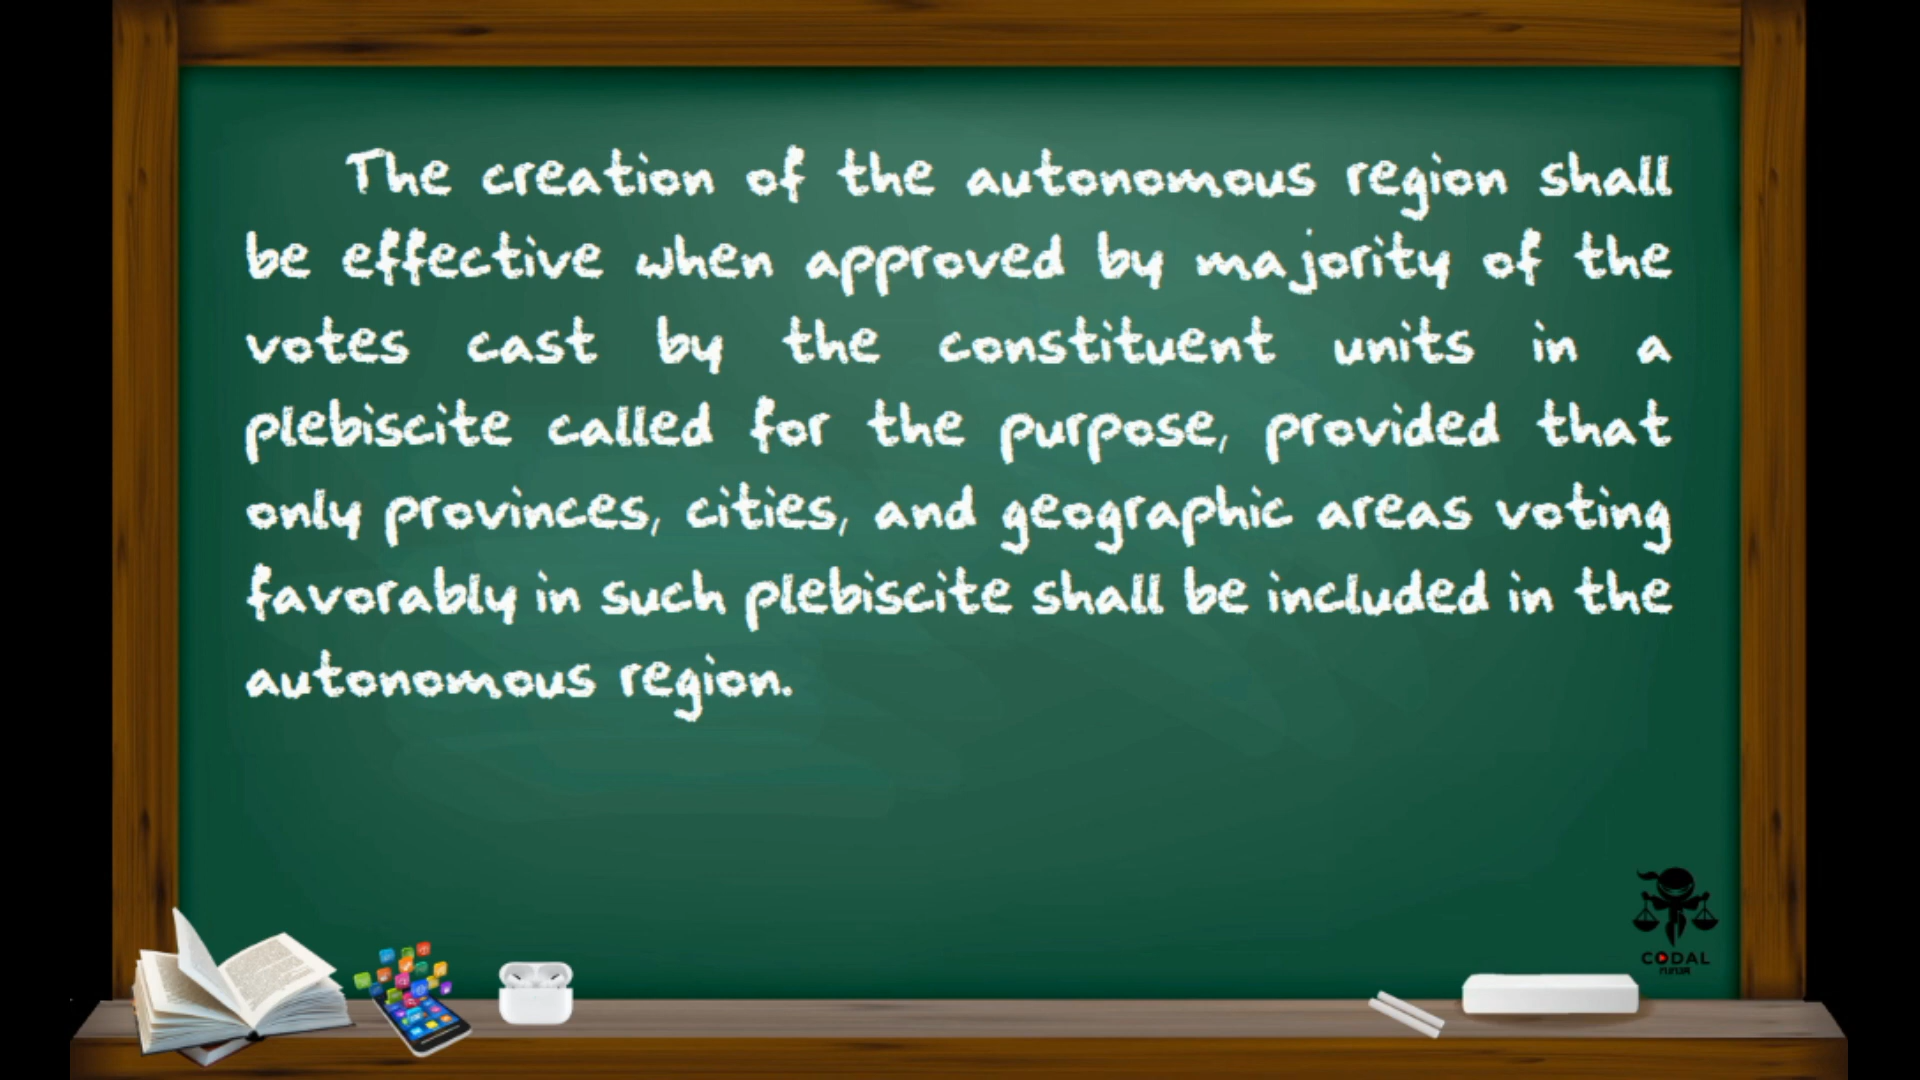 The creation of the autonomous region shall
be effective when approved by majority of the
votes cast by the constituent units in a
plebiscite called for the purpose, provided that
only provinces, cities, and geographic areas voting
favorably in such plebiscite shall be included in the
autonomous region.
CODAL